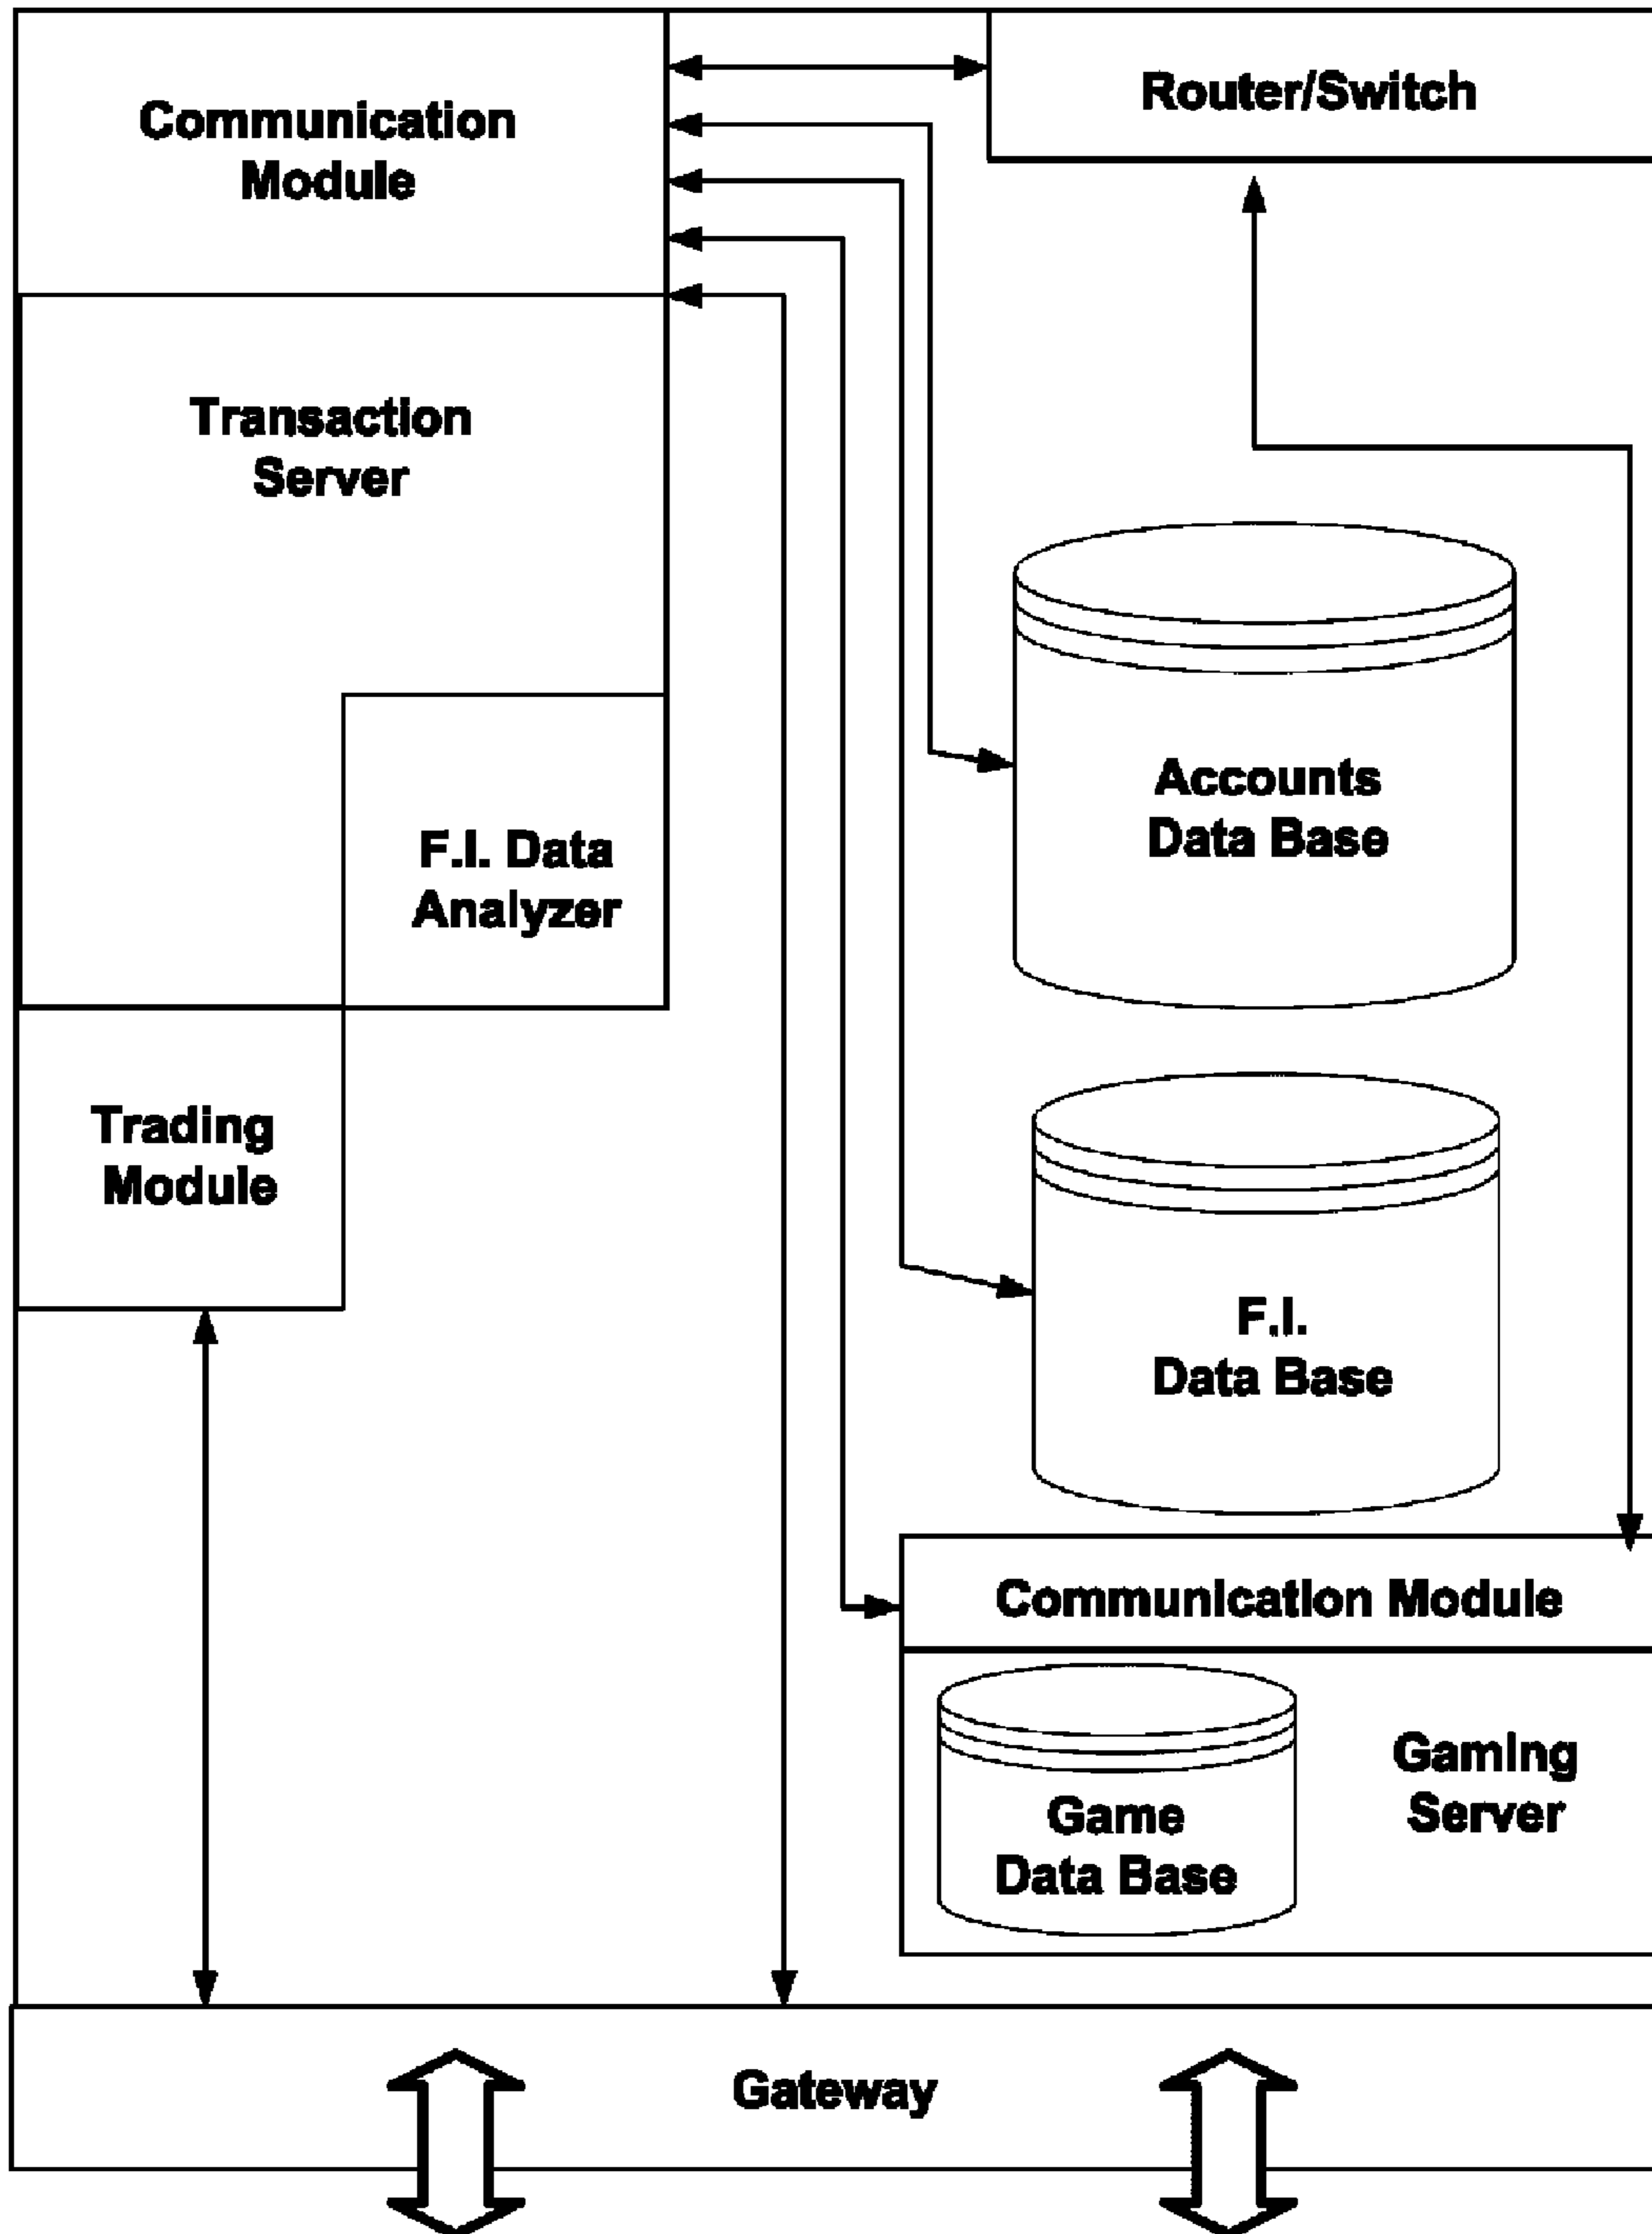 Communication
Module
Router/Switch
Transaction
Server
F.I. Data
Analyzer
Accounts
Data Base
Trading
Module
F.I.
Data Base
Communication Module
Game
Data Base
Gaming
Server
Gateway